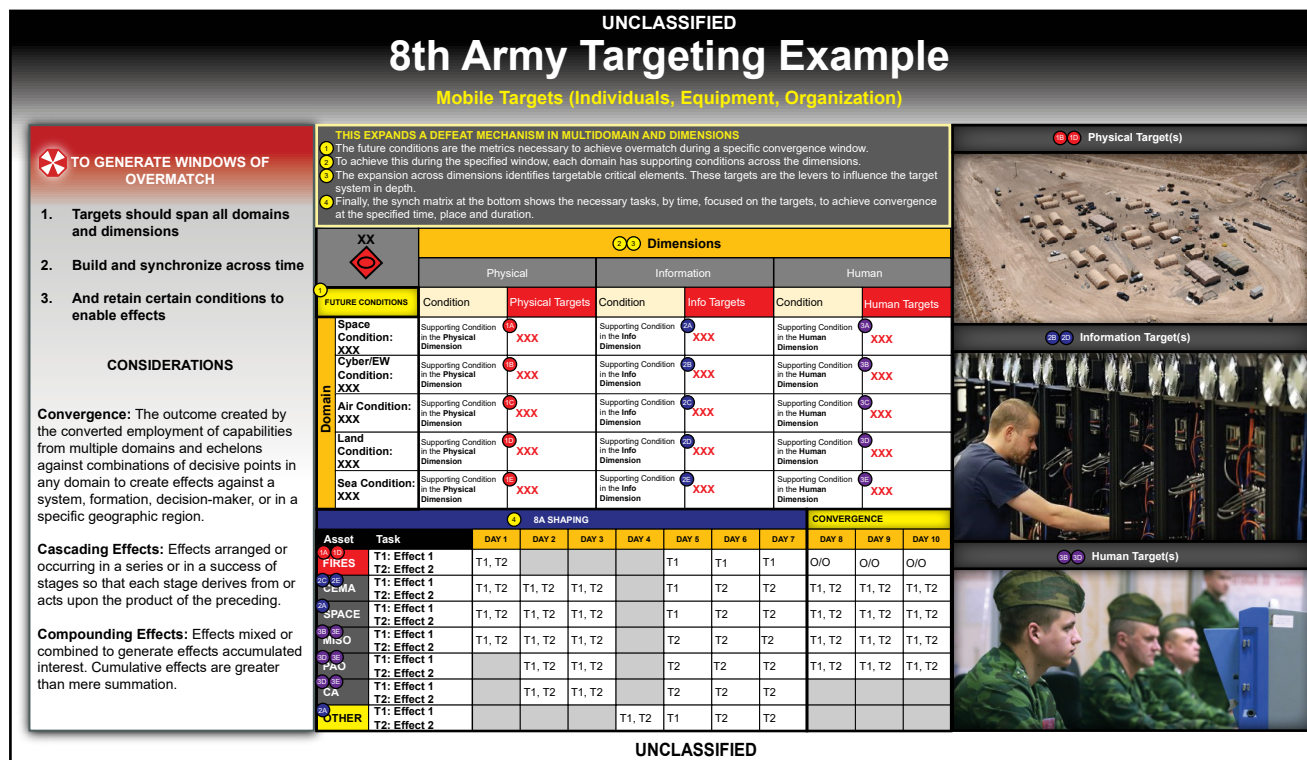 UNCLASSIFIED
8th Army Targeting Example
Mobile Targets (Individuals, Equipment, Organization)
TO GENERATE WINDOWS OF
OVERMATCH
1. Targets should span all domains
and dimensions
2. Build and synchronize across time
3. And retain certain conditions to
enable effects
CONSIDERATIONS
Convergence: The outcome created by
the converted employment of capabilities
from multiple domains and echelons
against combinations of decisive points in
any domain to create effects against a
system, formation, decision-maker, or in a
specific geographic region.
Cascading Effects: Effects arranged or
occurring in a series or in a success of
stages so that each stage derives from or
acts upon the product of the preceding.
Compounding Effects: Effects mixed or
combined to generate effects accumulated
interest. Cumulative effects are greater
than mere summation.
THIS EXPANDS A DEFEAT MECHANISM IN MULTIDOMAIN AND DIMENSIONS
1 The future conditions are the metrics necessary to achieve overmatch during a specific convergence window.
2 To achieve this during the specified window, each domain has supporting conditions across the dimensions.
3 The expansion across dimensions identifies targetable critical elements. These targets are the levers to influence the target
system in depth.
4 Finally, the synch matrix at the bottom shows the necessary tasks, by time, focused on the targets, to achieve convergence
at the specified time, place and duration.
XX
2 3 Dimensions
Physical Information Human
1
FUTURE CONDITIONS Condition Physical Targets Condition Info Targets Condition Human Targets
Domain
Space
Condition:
XXX
Supporting Condition
in the Physical
Dimension
1A XXX
Supporting Condition
in the Info
Dimension
2A XXX
Supporting Condition
in the Human
Dimension
3A XXX
Cyber/EW
Condition:
XXX
Supporting Condition
in the Physical
Dimension
1B XXX
Supporting Condition
in the Info
Dimension
2B XXX
Supporting Condition
in the Human
Dimension
3B XXX
Air Condition:
XXX
Supporting Condition
in the Physical
Dimension
1C XXX
Supporting Condition
in the Info
Dimension
2C XXX
Supporting Condition
in the Human
Dimension
3C XXX
Land
Condition:
XXX
Supporting Condition
in the Physical
Dimension
1D XXX
Supporting Condition
in the Info
Dimension
2D XXX
Supporting Condition
in the Human
Dimension
3D XXX
Sea Condition:
XXX
Supporting Condition
in the Physical
Dimension
1E XXX
Supporting Condition
in the Info
Dimension
2E XXX
Supporting Condition
in the Human
Dimension
3E XXX
4 8A SHAPING CONVERGENCE
Asset Task DAY 1 DAY 2 DAY 3 DAY 4 DAY 5 DAY 6 DAY 7 DAY 8 DAY 9 DAY 10
1A 1D
FIRES
T1: Effect 1
T2: Effect 2
T1, T2 T1 T1 T1 O/O O/O O/O
2C 2E
CEMA
T1: Effect 1
T2: Effect 2
T1, T2 T1, T2 T1, T2 T1 T2 T2 T1, T2 T1, T2 T1, T2
2A
SPACE
T1: Effect 1
T2: Effect 2
T1, T2 T1, T2 T1, T2 T1 T2 T2 T1, T2 T1, T2 T1, T2
3B 3E
MISO
T1: Effect 1
T2: Effect 2
T1, T2 T1, T2 T1, T2 T2 T2 T2 T1, T2 T1, T2 T1, T2
3D 3E
PAO
T1: Effect 1
T2: Effect 2
T1, T2 T1, T2 T2 T2 T2 T1, T2 T1, T2 T1, T2
3D 3E
CA
T1: Effect 1
T2: Effect 2
T1, T2 T1, T2 T2 T2 T2
2A
OTHER
T1: Effect 1
T2: Effect 2
T1, T2 T1 T2 T2
1B 1D Physical Target(s)
2B 2D Information Target(s)
3B 3D Human Target(s)
UNCLASSIFIED